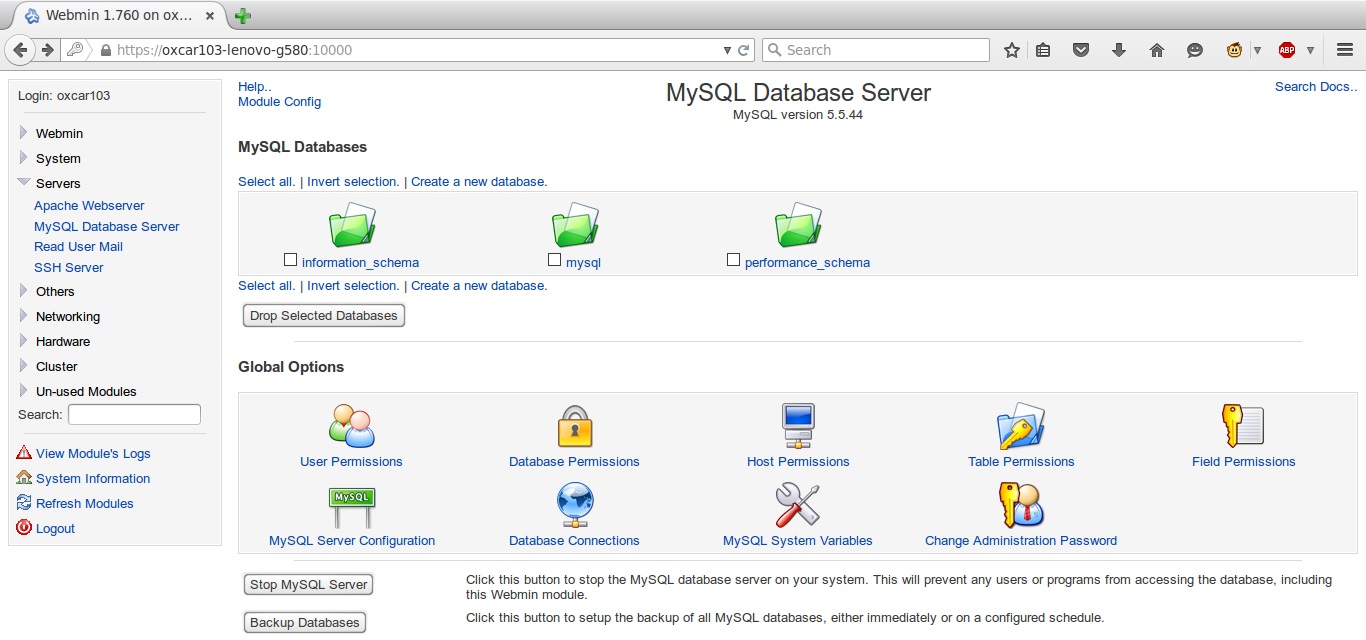 Webmin 1.760 on ox...
https://oxcar103-lenovo-g580:10000
Search
ABP
Login: oxcar103
Webmin
System
Servers
Apache Webserver
MySQL Database Server
Read User Mail
SSH Server
Others
Networking
Hardware
Cluster
Un-used Modules
Search:
View Module's Logs
System Information
Refresh Modules
Logout
Help..
Module Config
MySQL Database Server
MySQL version 5.5.44
Search Docs..
MySQL Databases
Select all. | Invert selection. | Create a new database.
information_schema mysql performance_schema
Select all. | Invert selection. | Create a new database.
Drop Selected Databases
Global Options
User Permissions Database Permissions Host Permissions Table Permissions Field Permissions
MySQL
MySQL Server Configuration Database Connections MySQL System Variables Change Administration Password
Stop MySQL Server
Click this button to stop the MySQL database server on your system. This will prevent any users or programs from accessing the database, including
this Webmin module.
Backup Databases
Click this button to setup the backup of all MySQL databases, either immediately or on a configured schedule.